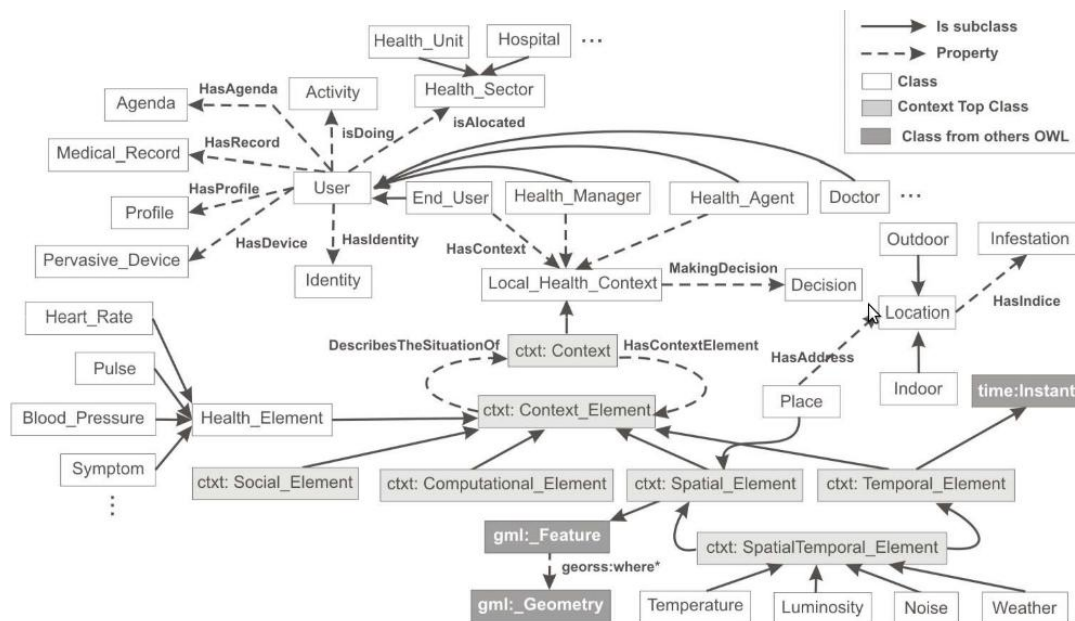 Health_Unit
Hospital
...
Is subclass
Property
Class
Context Top Class
Class from others OWL
HasAgenda
Activity
Health_Sector
Agenda
isDoing
isAlocated
HasRecord
Medical_Record
User
End_User
Health_Manager
Health_Agent
Doctor
...
HasProfile
Profile
HasDevice
HasIdentity
HasContext
Outdoor
Infestation
Pervasive_Device
Identity
Local_Health_Context
MakingDecision
Decision
Location
HasIndice
Heart_Rate
DescribesTheSituationOf
ctxt: Context
HasContextElement
HasAddress
Pulse
Place
Indoor
time:Instant
Blood_Pressure
Health_Element
ctxt: Context_Element
Symptom
⋮
ctxt: Social_Element
ctxt: Computational_Element
ctxt: Spatial_Element
ctxt: Temporal_Element
gml:_Feature
ctxt: SpatialTemporal_Element
georss:where*
gml:_Geometry
Temperature
Luminosity
Noise
Weather